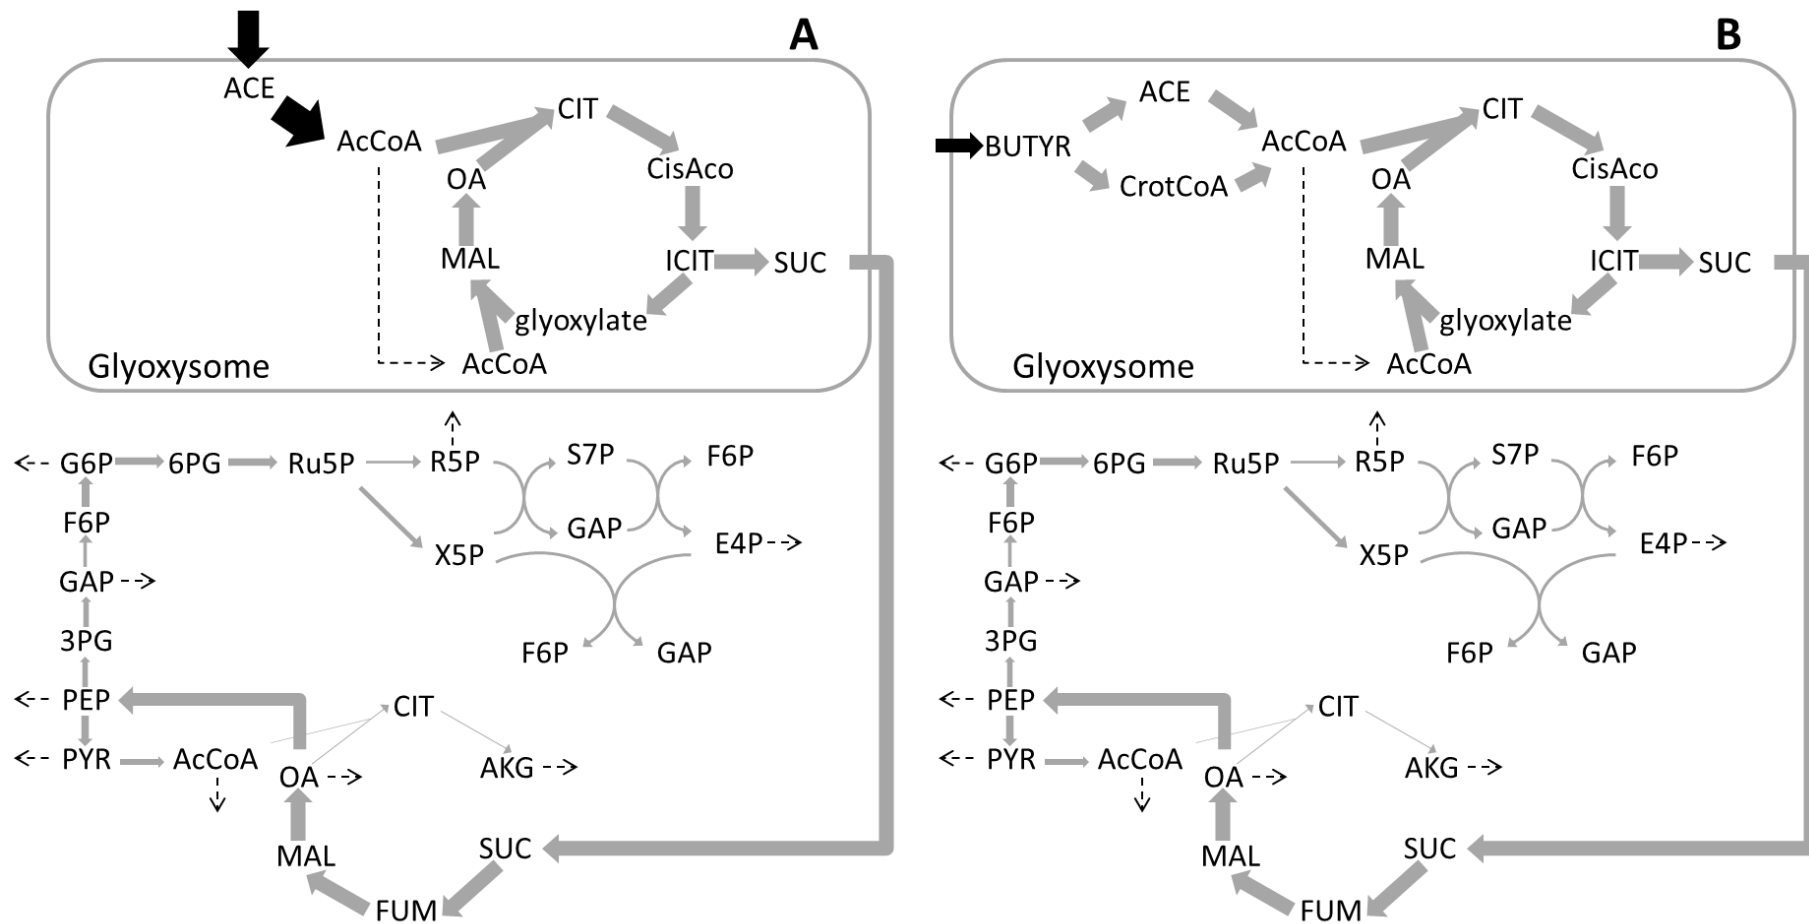 A
ACE
AcCoA
CIT
OA
CisAco
MAL
ICIT
SUC
glyoxylate
AcCoA
Glyoxysome
G6P
6PG
Ru5P
R5P
S7P
F6P
F6P
GAP
X5P
E4P
GAP
3PG
F6P
GAP
PEP
CIT
PYR
AcCoA
OA
AKG
MAL
SUC
FUM
B
ACE
CIT
BUTYR
AcCoA
CrotCoA
OA
CisAco
MAL
ICIT
SUC
glyoxylate
AcCoA
Glyoxysome
G6P
6PG
Ru5P
R5P
S7P
F6P
F6P
GAP
X5P
E4P
GAP
3PG
F6P
GAP
PEP
CIT
PYR
AcCoA
OA
AKG
MAL
SUC
FUM